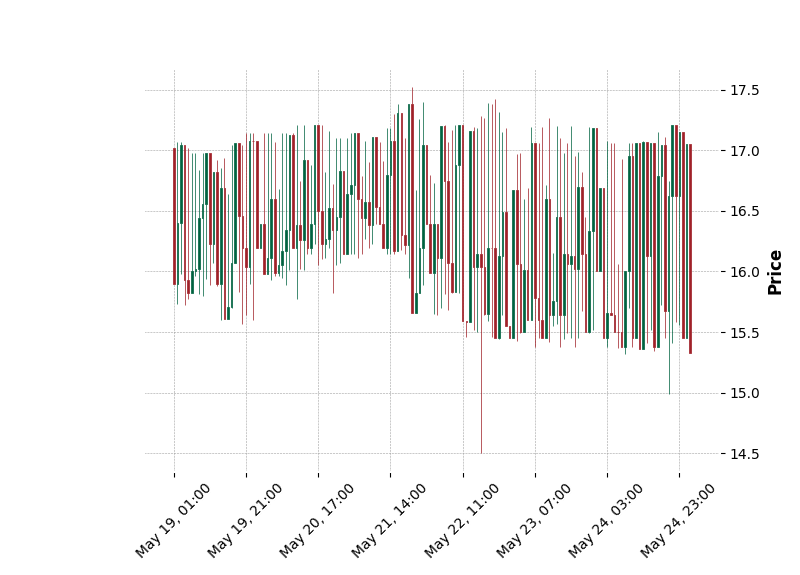 17.5
17.0
16.5
16.0
15.5
15.0
14.5
Price
May 19, 01:00
May 19, 21:00
May 20, 17:00
May 21, 14:00
May 22, 11:00
May 23, 07:00
May 24, 03:00
May 24, 23:00